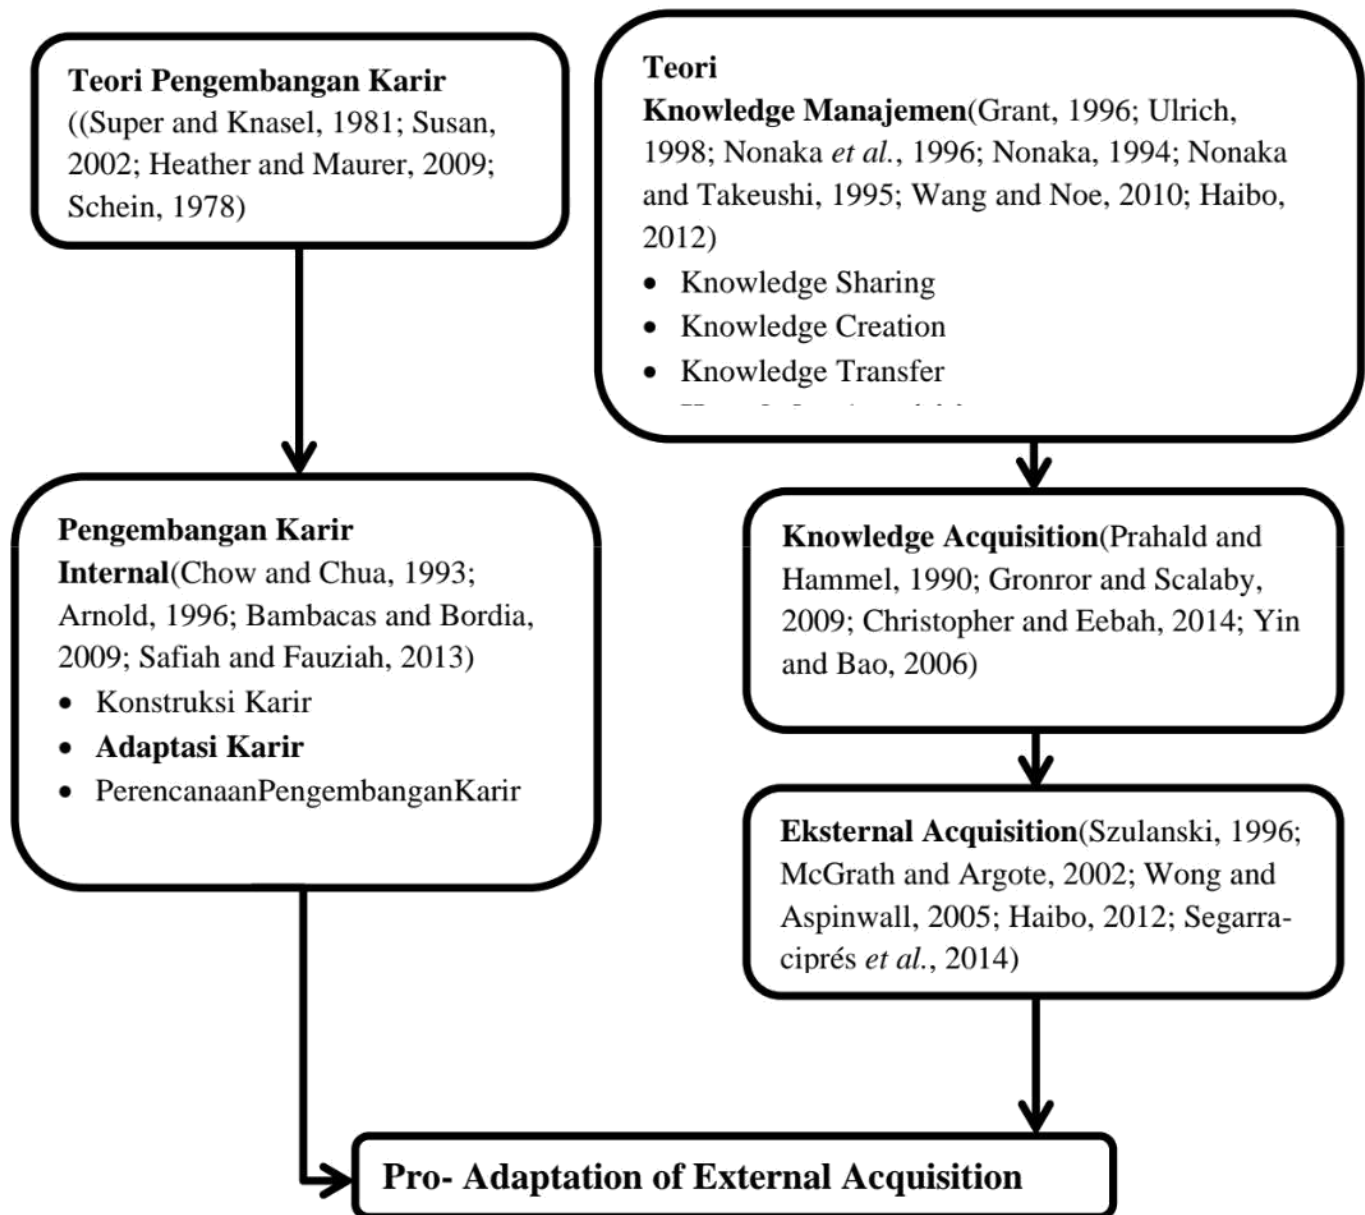 Teori Pengembangan Karir
((Super and Knasel, 1981; Susan,
2002; Heather and Maurer, 2009;
Schein, 1978)
Teori
Knowledge Manajemen(Grant, 1996; Ulrich,
1998; Nonaka et al., 1996; Nonaka, 1994; Nonaka
and Takeushi, 1995; Wang and Noe, 2010; Haibo,
2012)
• Knowledge Sharing
• Knowledge Creation
• Knowledge Transfer
Pengembangan Karir
Internal(Chow and Chua, 1993;
Arnold, 1996; Bambacas and Bordia,
2009; Safiah and Fauziah, 2013)
• Konstruksi Karir
• Adaptasi Karir
• PerencanaanPengembanganKarir
Knowledge Acquisition(Prahald and
Hammel, 1990; Gronror and Scalaby,
2009; Christopher and Eebah, 2014; Yin
and Bao, 2006)
Eksternal Acquisition(Szulanski, 1996;
McGrath and Argote, 2002; Wong and
Aspinwall, 2005; Haibo, 2012; Segarra-
ciprés et al., 2014)
Pro- Adaptation of External Acquisition